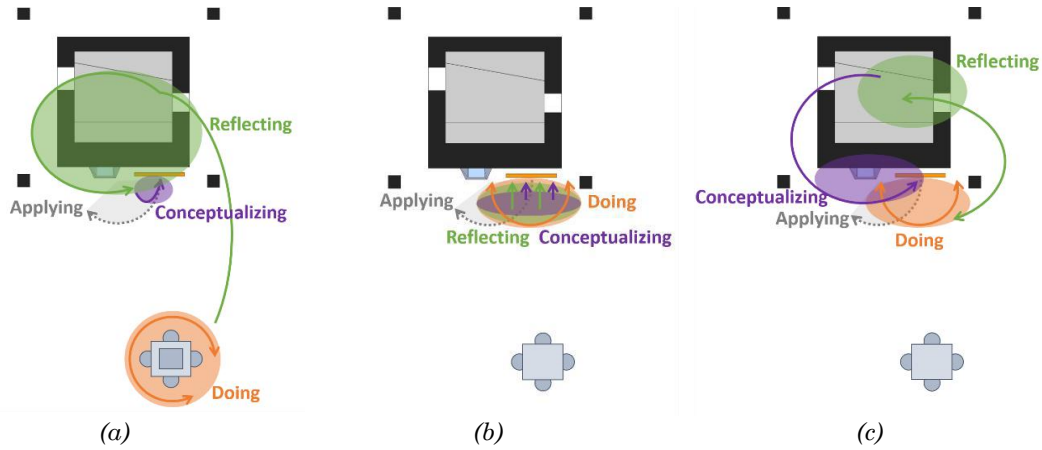 Reflecting
Applying
Conceptualizing
Doing
(a)
Applying
Doing
Reflecting Conceptualizing
(b)
Reflecting
Conceptualizing
Applying
Doing
(c)